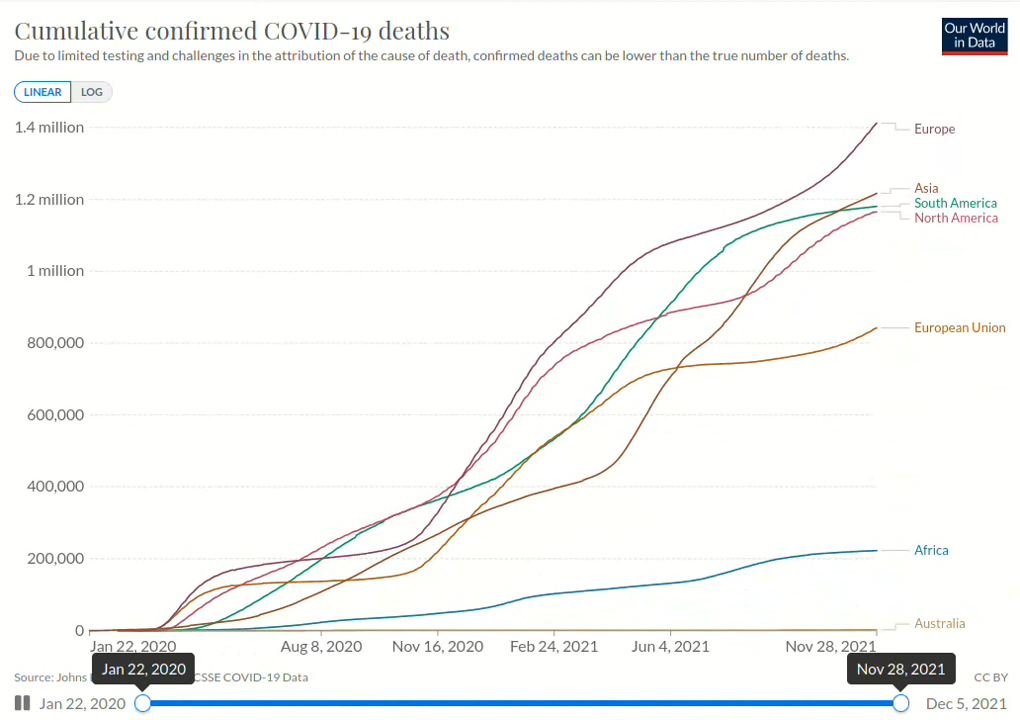 Cumulative confirmed COVID-19 deaths
Due to limited testing and challenges in the attribution of the cause of death, confirmed deaths can be lower than the true number of deaths.
Our World
in Data
LINEAR LOG
1.4 million
Europe
Asia
1.2 million
South America
North America
1 million
800,000
European Union
600,000
400,000
200,000
Africa
0
Australia
Jan 22, 2020 Aug 8, 2020 Nov 16, 2020 Feb 24, 2021 Jun 4, 2021 Nov 28, 2021
Jan 22, 2020 Nov 28, 2021
Source: Johns CSSE COVID-19 Data CC BY
Jan 22, 2020 Dec 5, 2021